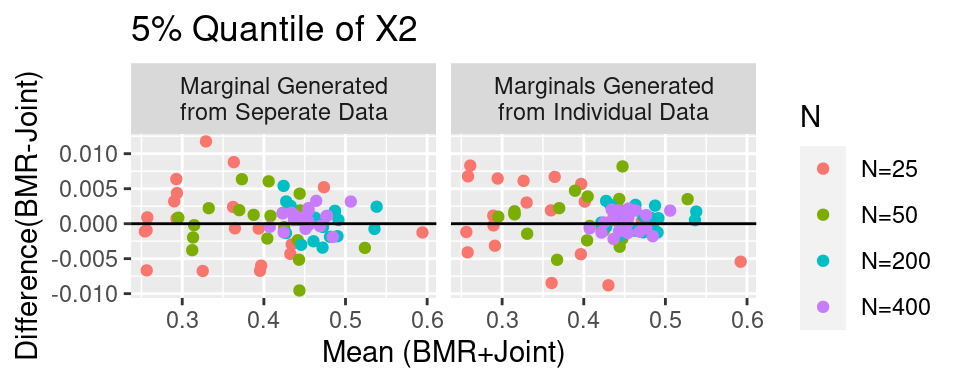 5% Quantile of X2
Marginal Generated
from Seperate Data
Marginals Generated
from Individual Data
Difference(BMR-Joint)
0.010
0.005
0.000
-0.005
-0.010
0.3 0.4 0.5 0.6
0.3 0.4 0.5 0.6
Mean (BMR+Joint)
N
N=25
N=50
N=200
N=400